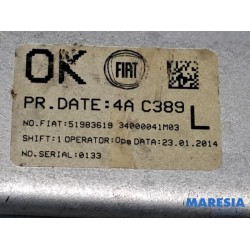 OK
FIAT
PR.DATE:4A C389
L
NO.FIAT:51983619 34000041M03
SHIFT:1 OPERATOR:Ope DATA:23.01.2014
NO.SERIAL:0133
MARESIA